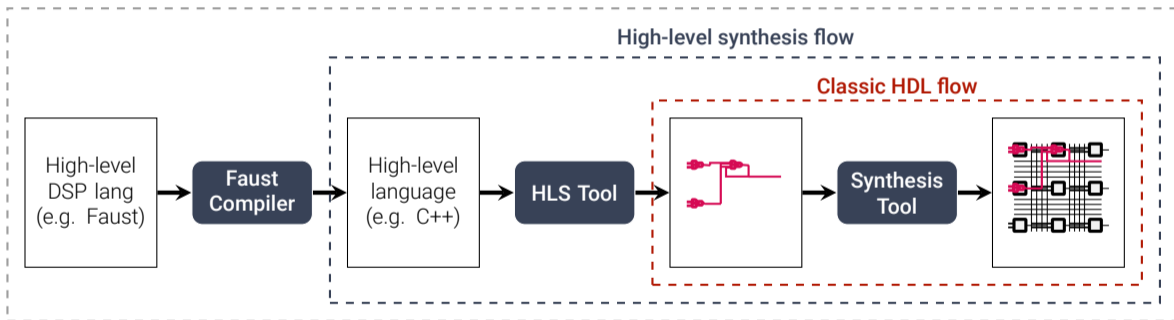 High-level synthesis flow
Classic HDL flow
High-level
DSP lang
(e.g. Faust)
Faust
Compiler
High-level
language
(e.g. C++)
HLS Tool
Synthesis
Tool